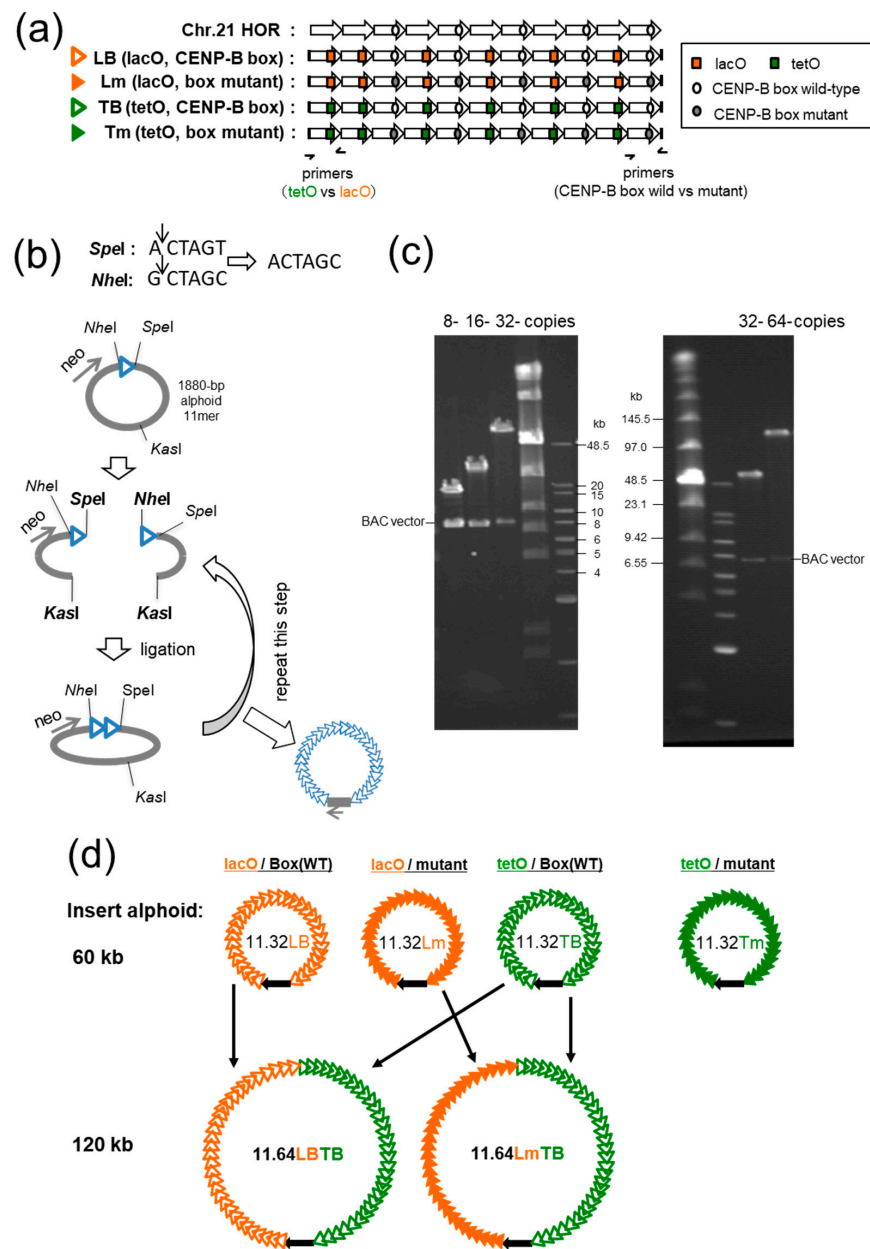 (a)
Chr.21 HOR :
LB (lacO, CENP-B box) :
Lm (lacO, box mutant) :
TB (tetO, CENP-B box) :
Tm (tetO, box mutant) :
lacO tetO
CENP-B box wild-type
CENP-B box mutant
primers
(tetO vs lacO)
primers
(CENP-B box wild vs mutant)
(b)
SpeI : ACTAGT
NheI: GCTAGC
ACTAGC
NheI SpeI
neo
1880-bp
alphoid
11mer
KasI
NheI SpeI NheI SpeI
neo
KasI KasI
ligation
repeat this step
NheI SpeI
neo
KasI
(c)
8- 16- 32- copies
kb
48.5
20
15
10
8
6
5
4
BAC vector
32- 64-copies
kb
145.5
97.0
48.5
23.1
9.42
6.55
BAC vector
(d)
lacO / Box(WT) lacO / mutant tetO / Box(WT) tetO / mutant
Insert alphoid:
60 kb
11.32LB 11.32Lm 11.32TB 11.32Tm
120 kb
11.64LBTB 11.64LmTB